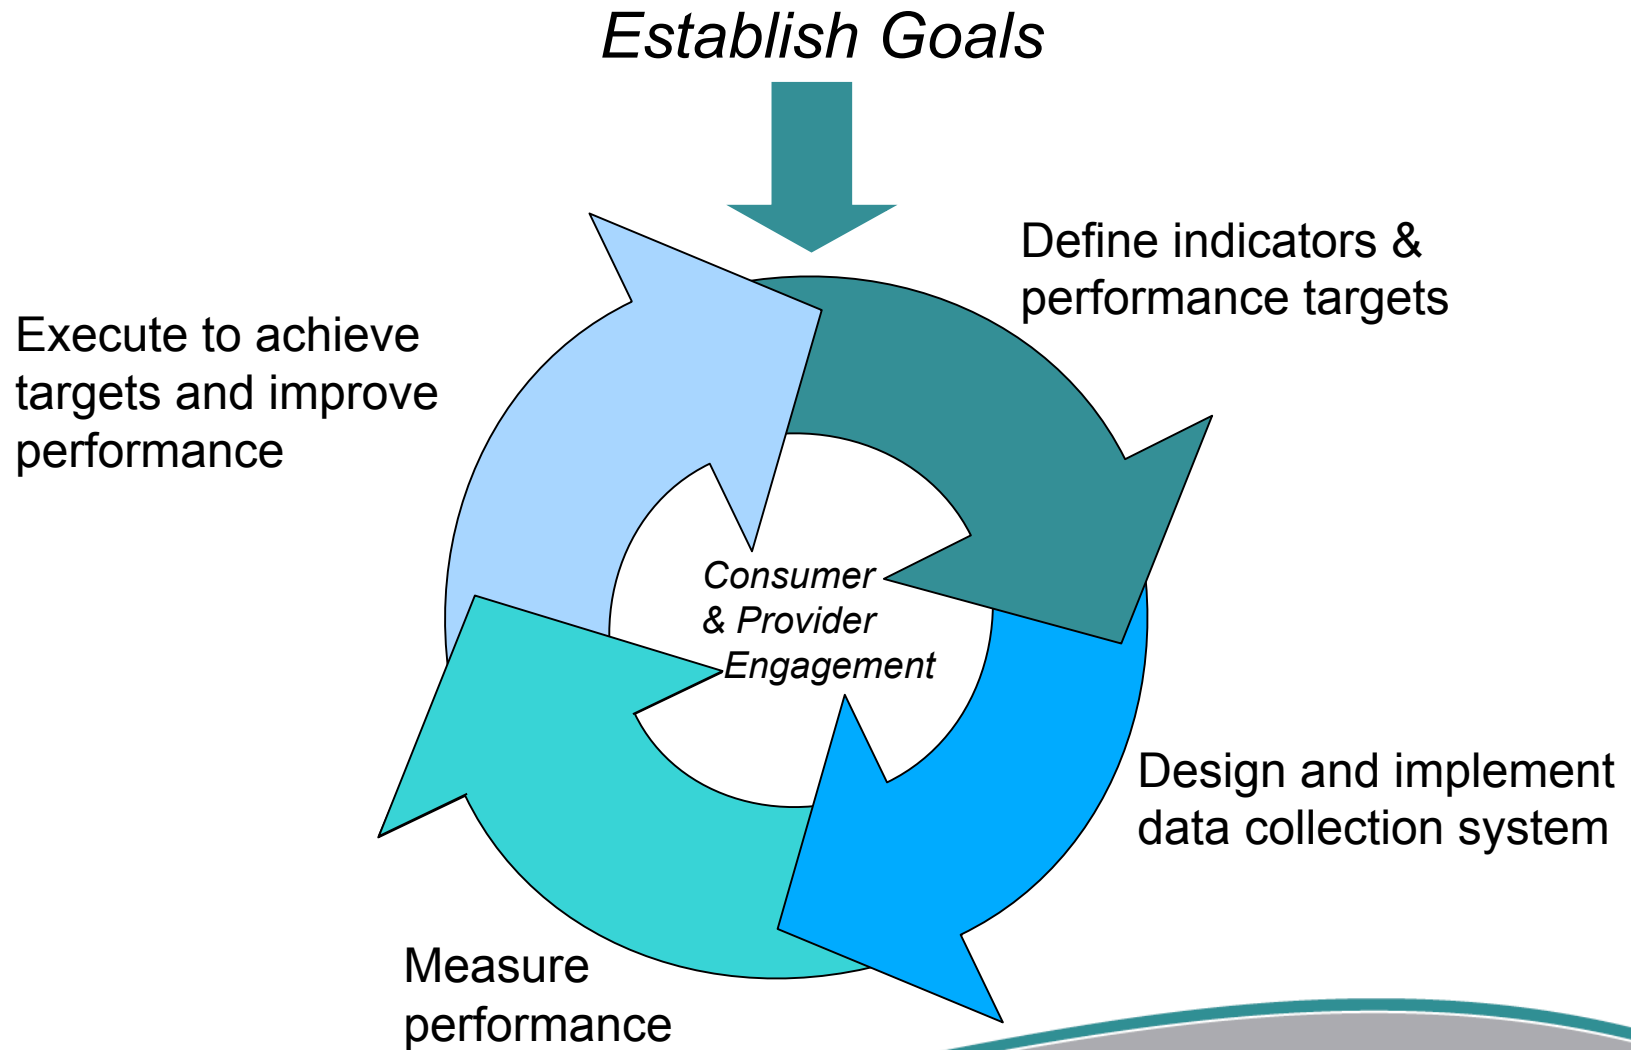 Establish Goals
Define indicators &
performance targets
Execute to achieve
targets and improve
performance
Consumer
& Provider
Engagement
Design and implement
data collection system
Measure
performance